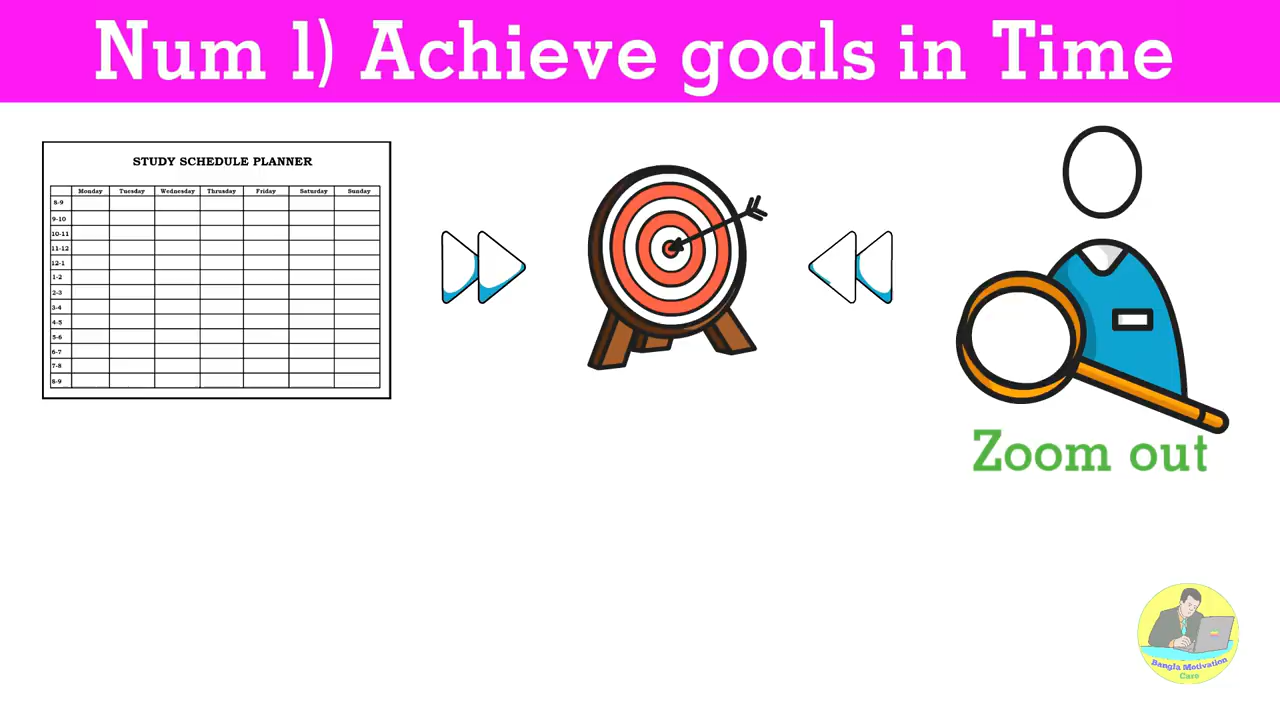 Num 1) Achieve goals in Time
STUDY SCHEDULE PLANNER
Monday Tuesday Wednesday Thrusday Friday Saturday Sunday
8-9
9-10
10-11
11-12
12-1
1-2
2-3
3-4
4-5
5-6
6-7
7-8
8-9
Zoom out
Bangla Motivation
Care